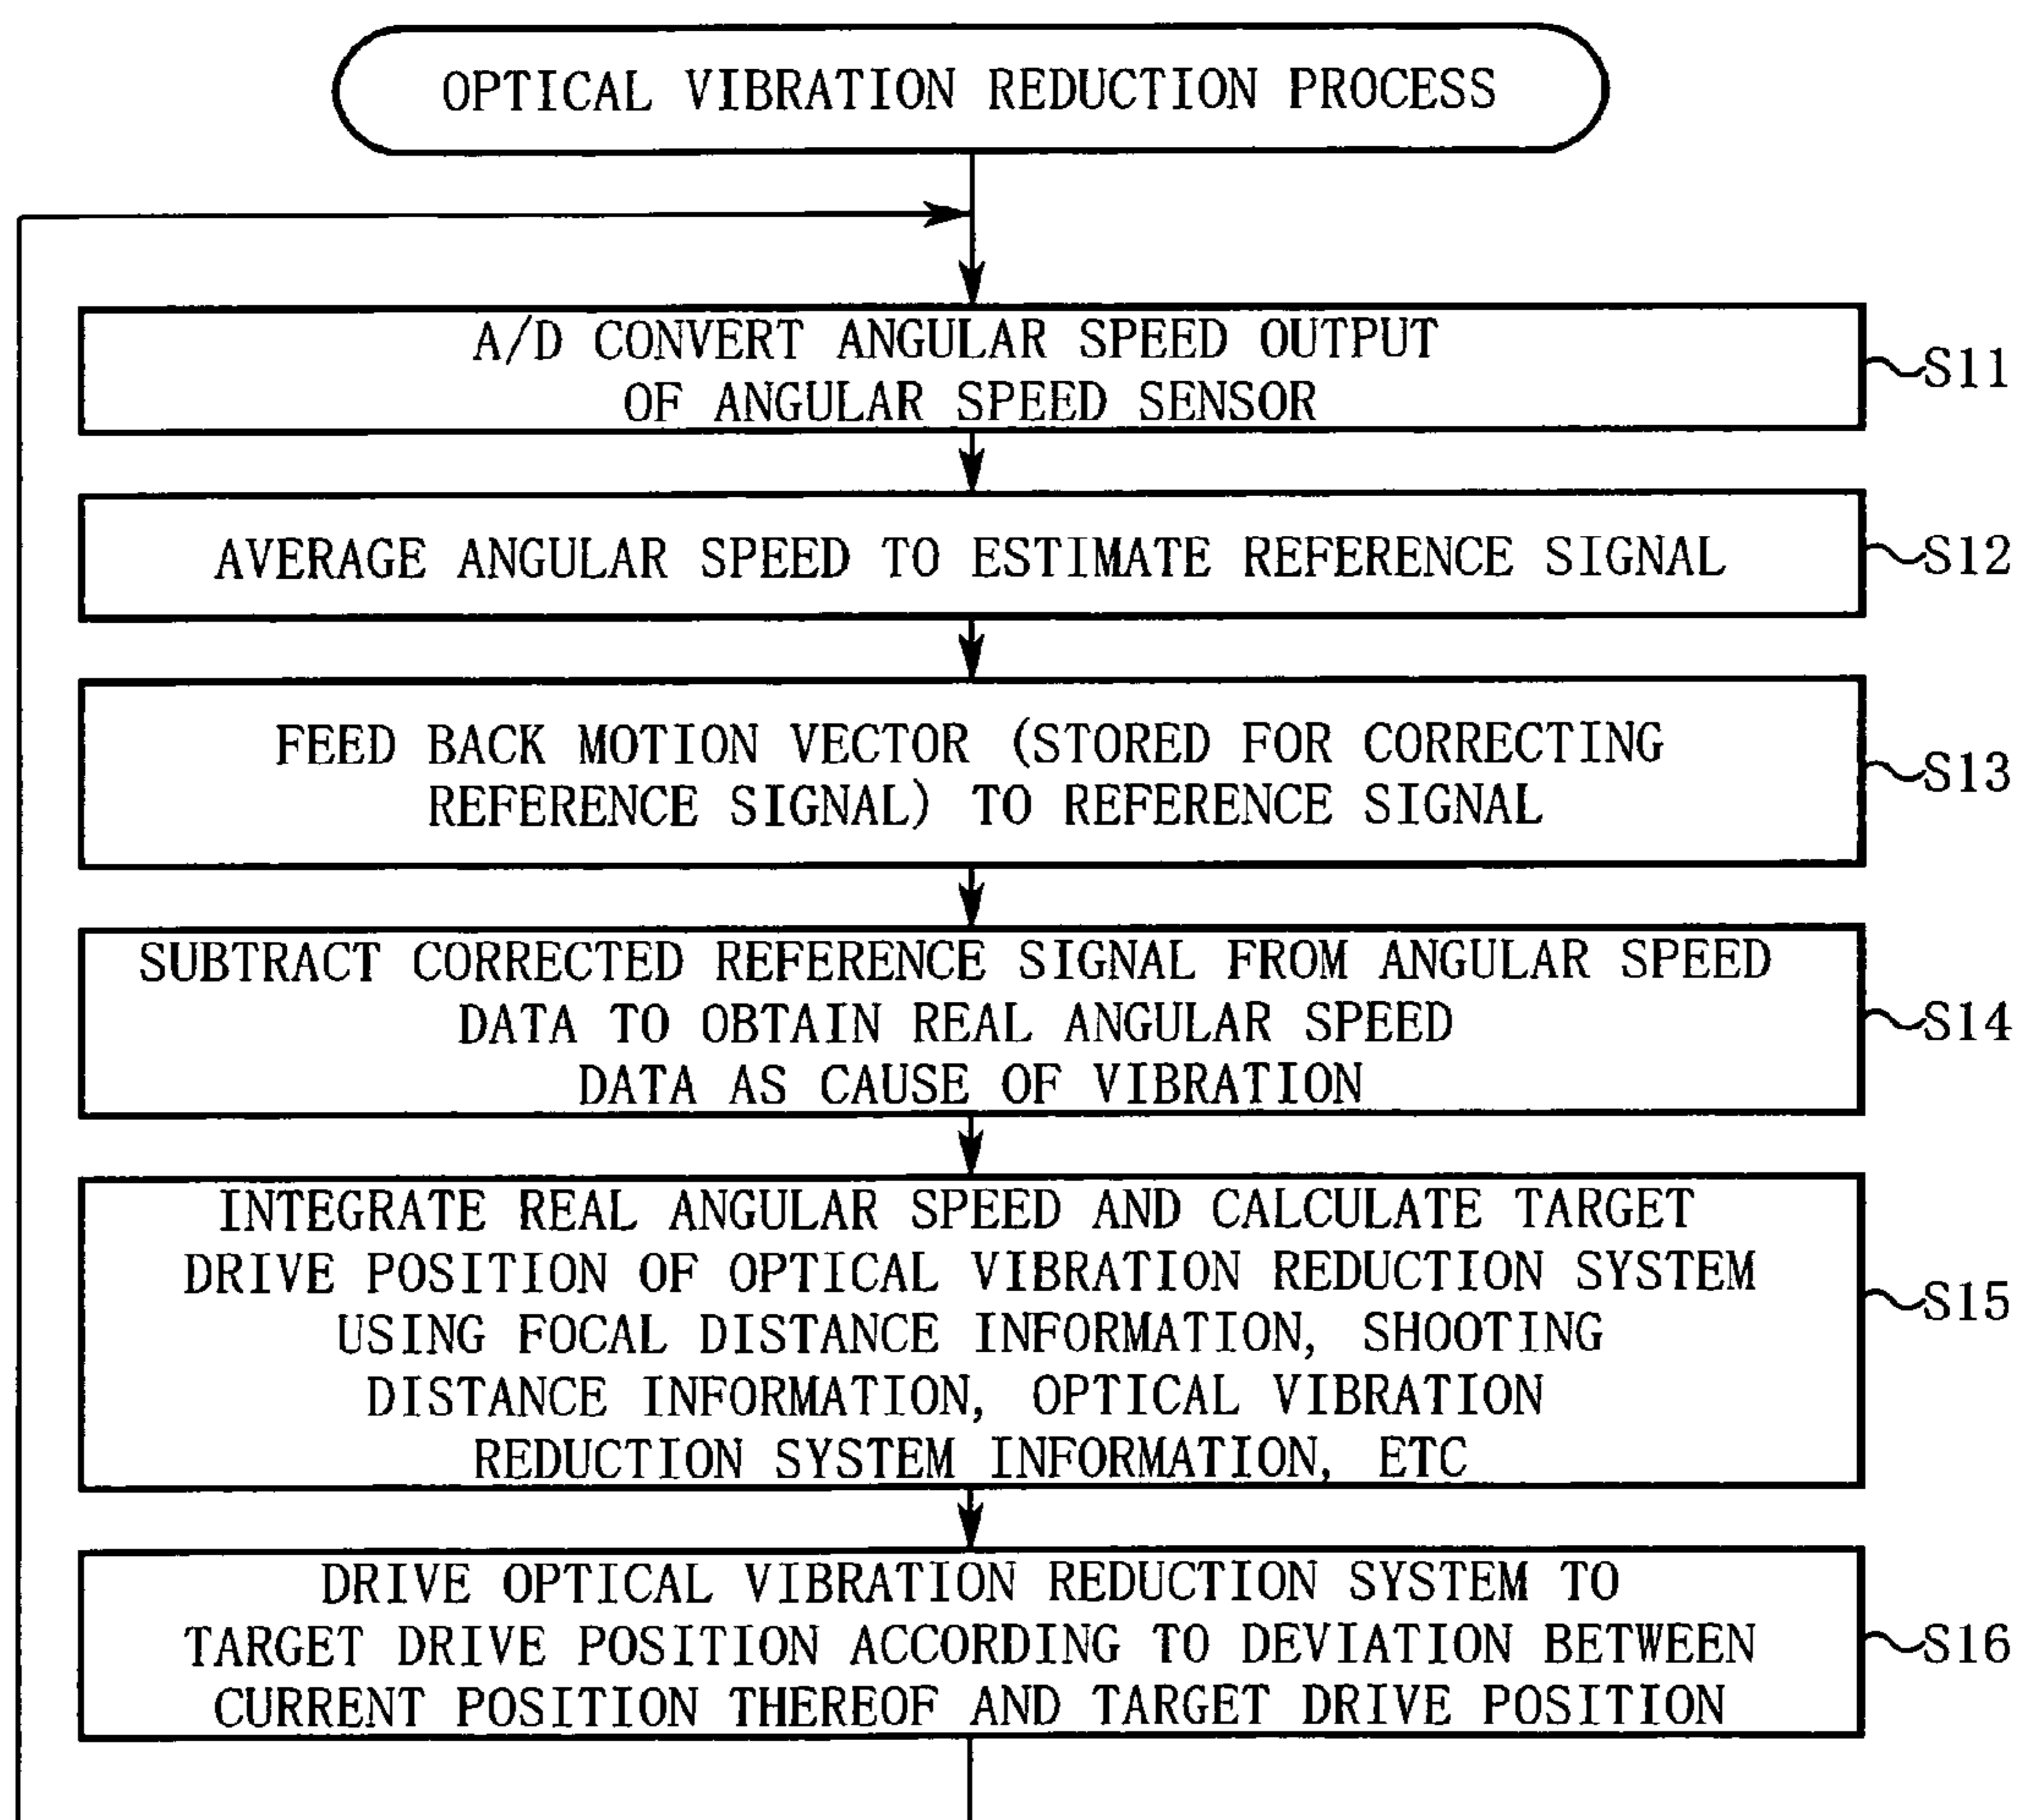 OPTICAL VIBRATION REDUCTION PROCESS
A/D CONVERT ANGULAR SPEED OUTPUT
OF ANGULAR SPEED SENSOR
S11
AVERAGE ANGULAR SPEED TO ESTIMATE REFERENCE SIGNAL
S12
FEED BACK MOTION VECTOR (STORED FOR CORRECTING
REFERENCE SIGNAL) TO REFERENCE SIGNAL
S13
SUBTRACT CORRECTED REFERENCE SIGNAL FROM ANGULAR SPEED
DATA TO OBTAIN REAL ANGULAR SPEED
DATA AS CAUSE OF VIBRATION
S14
INTEGRATE REAL ANGULAR SPEED AND CALCULATE TARGET
DRIVE POSITION OF OPTICAL VIBRATION REDUCTION SYSTEM
USING FOCAL DISTANCE INFORMATION, SHOOTING
DISTANCE INFORMATION, OPTICAL VIBRATION
REDUCTION SYSTEM INFORMATION, ETC
S15
DRIVE OPTICAL VIBRATION REDUCTION SYSTEM TO
TARGET DRIVE POSITION ACCORDING TO DEVIATION BETWEEN
CURRENT POSITION THEREOF AND TARGET DRIVE POSITION
S16